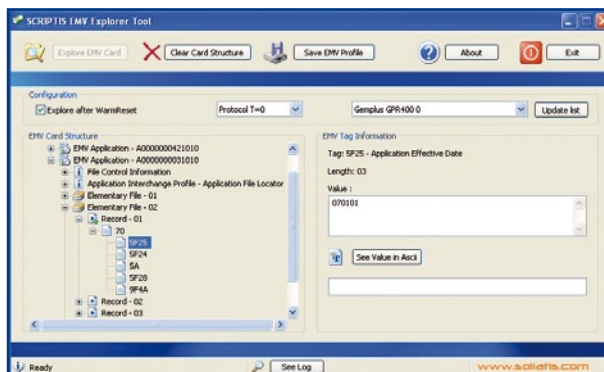 SCRIPTIS EMV Explorer Tool
Explore EMV Card
Clear Card Structure
Save EMV Profile
About
Exit
Configuration
Explore after WarmReset
Protocol T=0
Gemplus GPR400 0
Update list
EMV Card Structure
EMV Application - A0000000421010
EMV Application - A0000000031010
File Control Information
Application Interchange Profile - Application File Locator
Elementary File - 01
Elementary File - 02
Record - 01
70
5F25
5F24
5A
5F28
9F4A
Record - 02
Record - 03
EMV Tag Information
Tag: 5F25 - Application Effective Date
Length: 03
Value :
070101
See Value in Ascii
Ready
See Log
www.soliatis.com